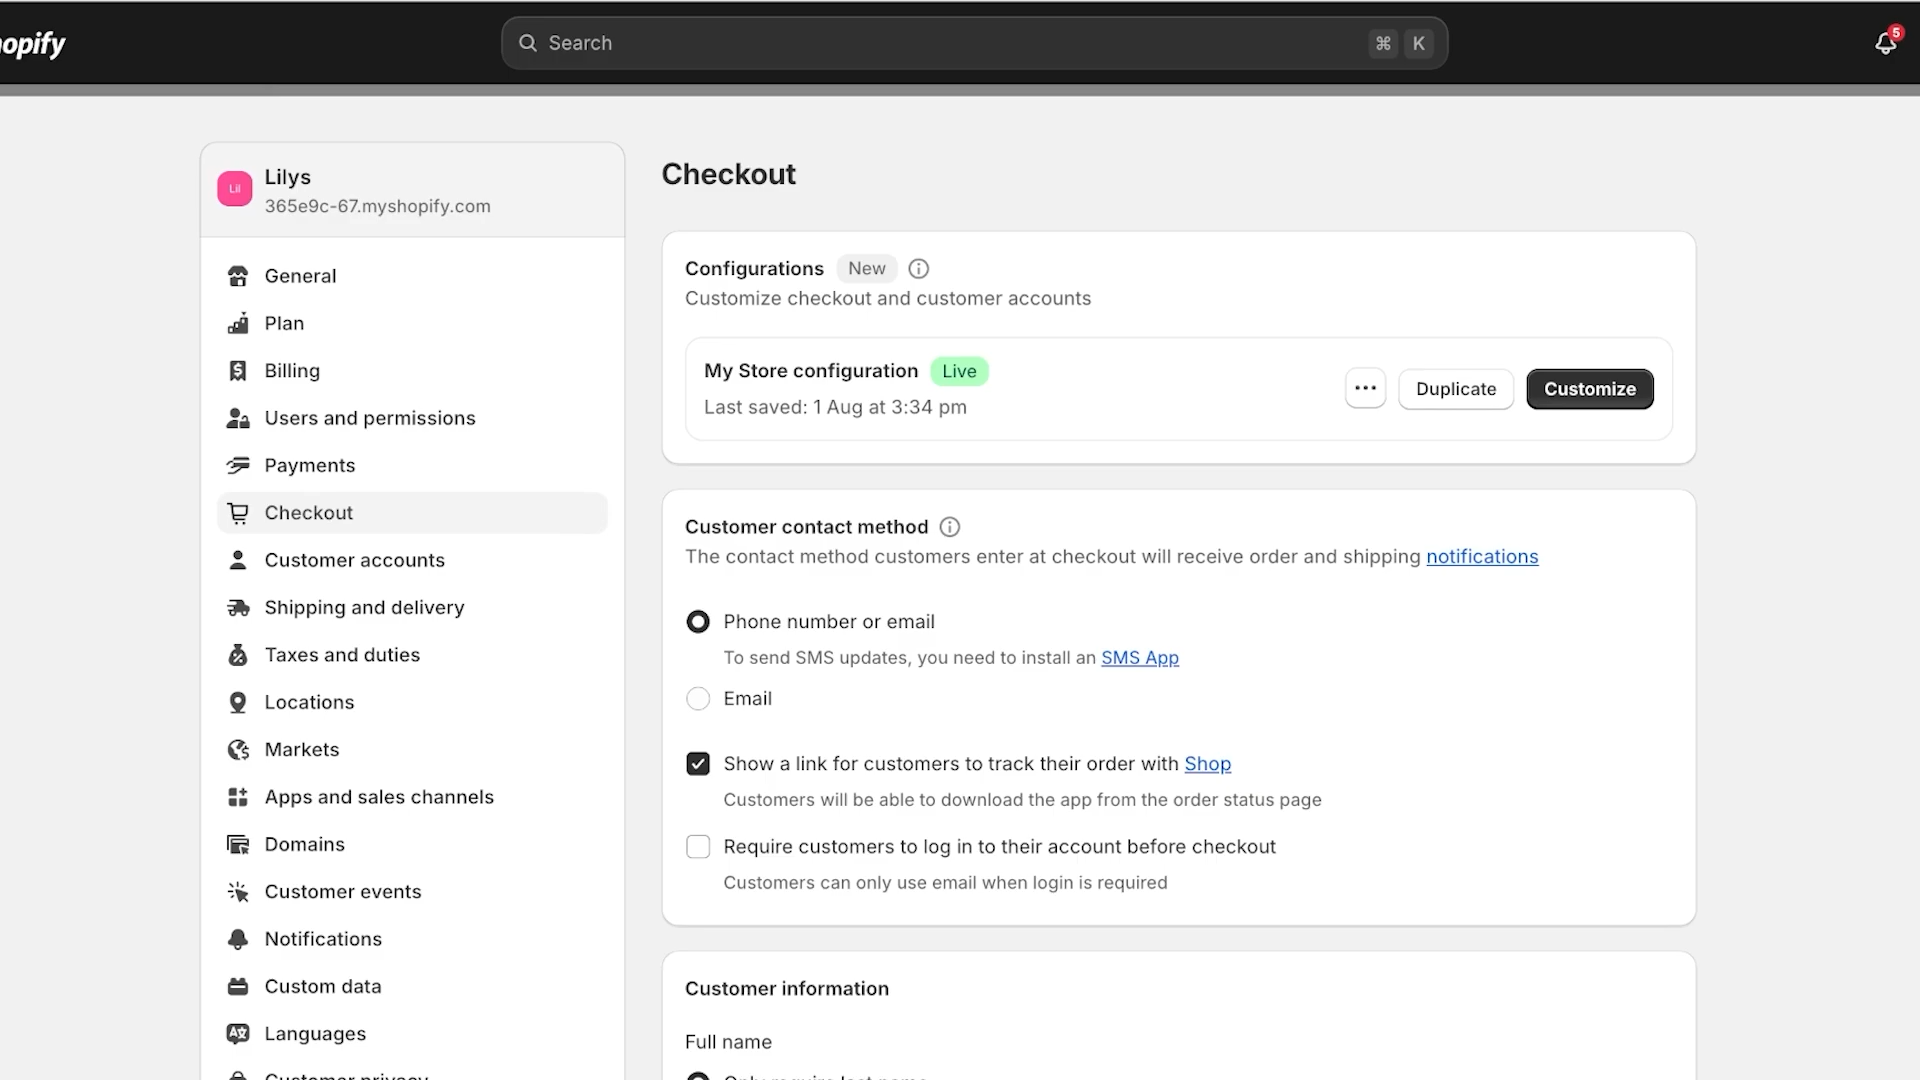 opify
Search
⌘ K
5
Lil
Lilys
365e9c-67.myshopify.com
General
Plan
Billing
Users and permissions
Payments
Checkout
Customer accounts
Shipping and delivery
Taxes and duties
Locations
Markets
Apps and sales channels
Domains
Customer events
Notifications
Custom data
Languages
Customer privacy
Checkout
Configurations New
Customize checkout and customer accounts
My Store configuration Live
Last saved: 1 Aug at 3:34 pm
Duplicate
Customize
Customer contact method
The contact method customers enter at checkout will receive order and shipping notifications
Phone number or email
To send SMS updates, you need to install an SMS App
Email
Show a link for customers to track their order with Shop
Customers will be able to download the app from the order status page
Require customers to log in to their account before checkout
Customers can only use email when login is required
Customer information
Full name
Only require last name